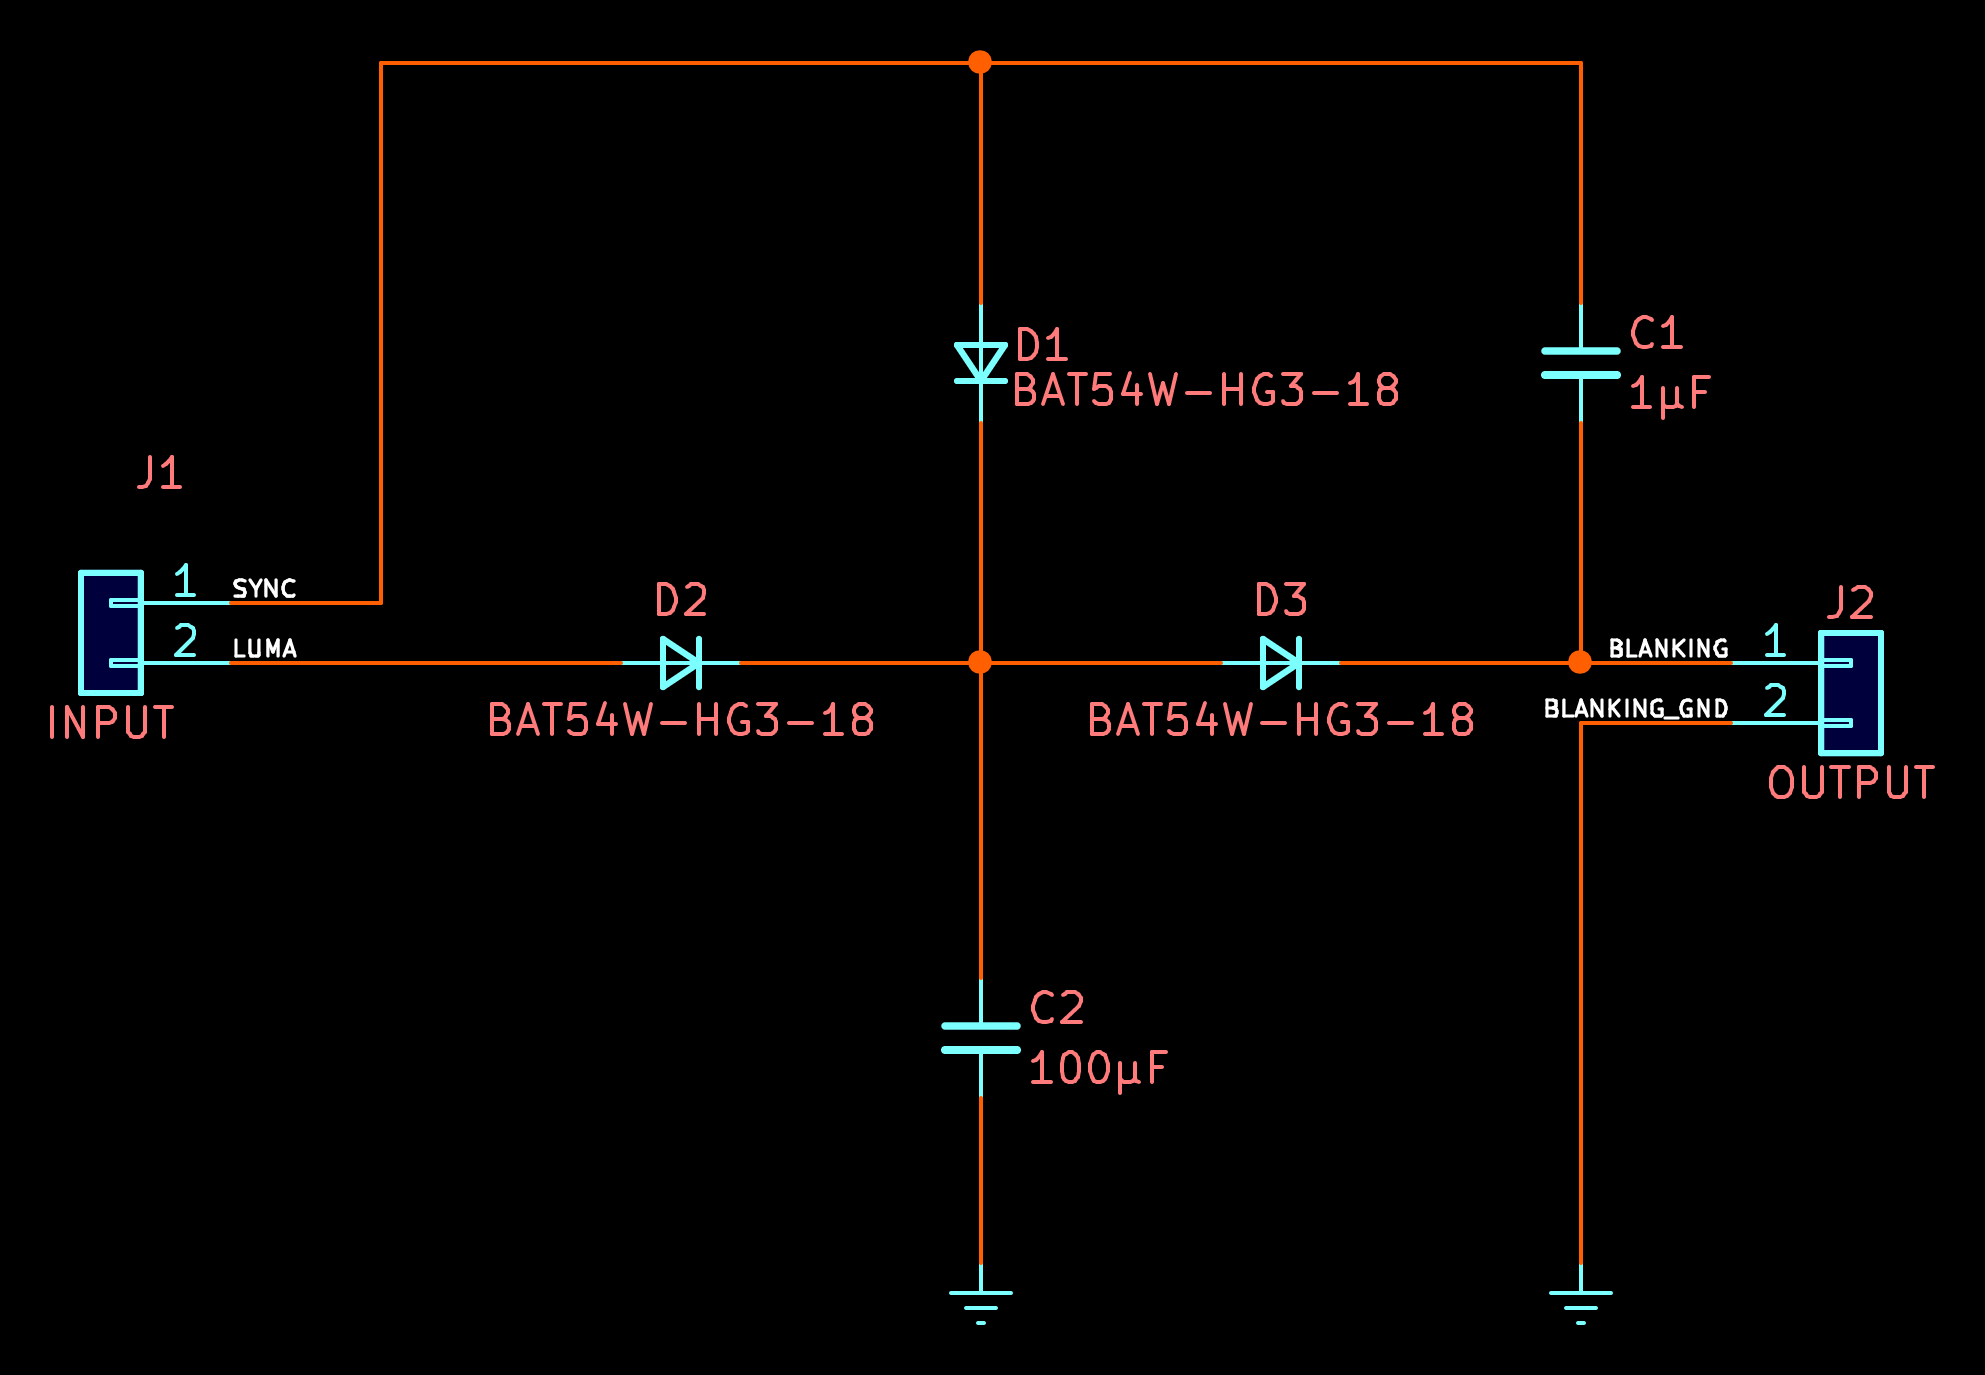 D1
BAT54W-HG3-18
C1
1µF
J1
1
SYNC
2
LUMA
INPUT
D2
BAT54W-HG3-18
D3
BAT54W-HG3-18
J2
BLANKING
1
BLANKING_GND
2
OUTPUT
C2
100µF